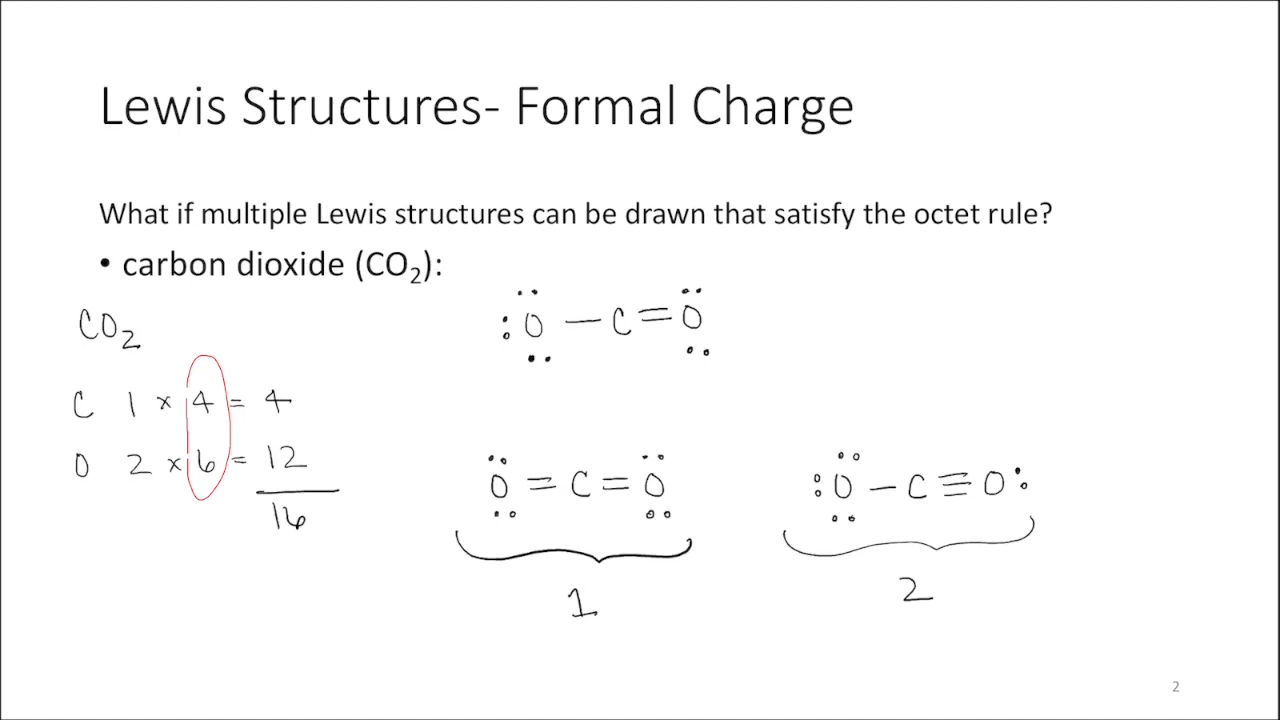 Lewis Structures- Formal Charge
What if multiple Lewis structures can be drawn that satisfy the octet rule?
• carbon dioxide (CO₂):
CO₂
:O — C = O
C 1 × 4 = 4
O 2 × 6 = 12
16
O = C = O
:O — C ≡ O:
1
2
2